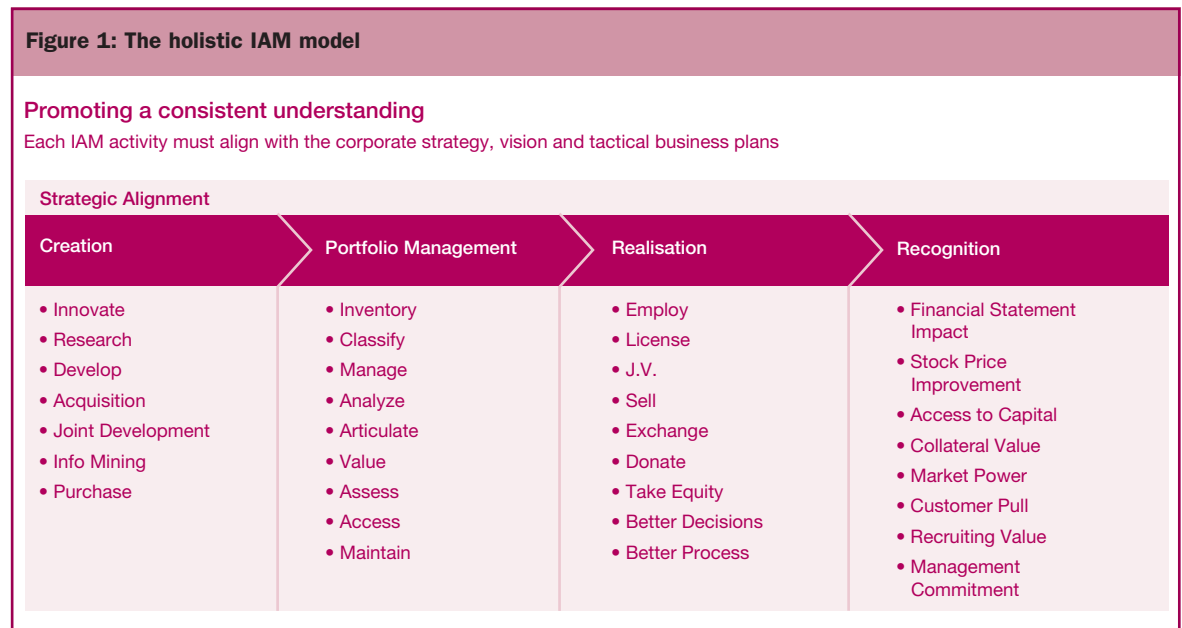 Figure 1: The holistic IAM model
Promoting a consistent understanding
Each IAM activity must align with the corporate strategy, vision and tactical business plans
Strategic Alignment
Creation
• Innovate
• Research
• Develop
• Acquisition
• Joint Development
• Info Mining
• Purchase
Portfolio Management
• Inventory
• Classify
• Manage
• Analyze
• Articulate
• Value
• Assess
• Access
• Maintain
Realisation
• Employ
• License
• J.V.
• Sell
• Exchange
• Donate
• Take Equity
• Better Decisions
• Better Process
Recognition
• Financial Statement
Impact
• Stock Price
Improvement
• Access to Capital
• Collateral Value
• Market Power
• Customer Pull
• Recruiting Value
• Management
Commitment